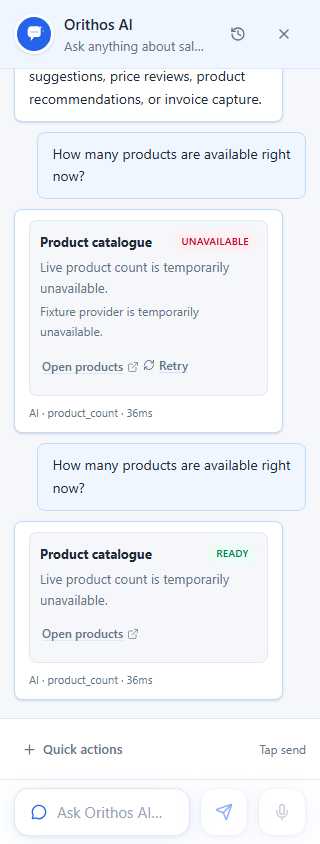 Orithos AI
Ask anything about sal...
suggestions, price reviews, product
recommendations, or invoice capture.
How many products are available right
now?
Product catalogue UNAVAILABLE
Live product count is temporarily
unavailable.
Fixture provider is temporarily
unavailable.
Open products Retry
AI · product_count · 36ms
How many products are available right
now?
Product catalogue READY
Live product count is temporarily
unavailable.
Open products
AI · product_count · 36ms
Quick actions Tap send
Ask Orithos AI...